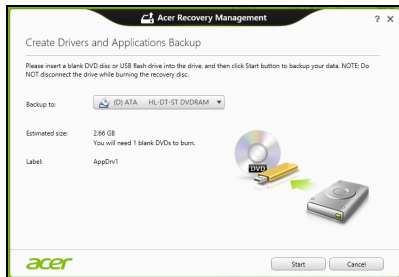 Acer Recovery Management
? X
Create Drivers and Applications Backup
Please insert a blank DVD disc or USB flash drive into the drive, and then click Start button to backup your data. NOTE: Do
NOT disconnect the drive while burning the recovery disc.
Backup to: (D) ATA HL-DT-ST DVDRAM
Estimated size: 2.66 GB
You will need 1 blank DVDs to burn.
Label: AppDrv1
DVD
acer Start Cancel